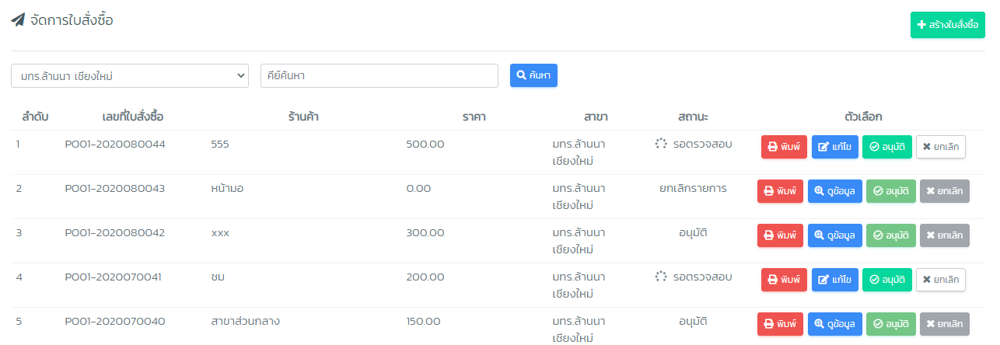 จัดการใบสั่งซื้อ
สร้างใบสั่งซื้อ
มทร.ล้านนา เชียงใหม่ คีย์ค้นหา ค้นหา
ลำดับ เลขที่ใบสั่งซื้อ ร้านค้า ราคา สาขา สถานะ ตัวเลือก
1 PO01-2020080044 555 500.00 มทร.ล้านนา รอตรวจสอบ พิมพ์ แก้ไข อนุมัติ ยกเลิก
เชียงใหม่
2 PO01-2020080043 หน้ามอ 0.00 มทร.ล้านนา ยกเลิกรายการ พิมพ์ ดูข้อมูล อนุมัติ ยกเลิก
เชียงใหม่
3 PO01-2020080042 xxx 300.00 มทร.ล้านนา อนุมัติ พิมพ์ ดูข้อมูล อนุมัติ ยกเลิก
เชียงใหม่
4 PO01-2020070041 ชม 200.00 มทร.ล้านนา รอตรวจสอบ พิมพ์ แก้ไข อนุมัติ ยกเลิก
เชียงใหม่
5 PO01-2020070040 สาขาส่วนกลาง 150.00 มทร.ล้านนา อนุมัติ พิมพ์ ดูข้อมูล อนุมัติ ยกเลิก
เชียงใหม่